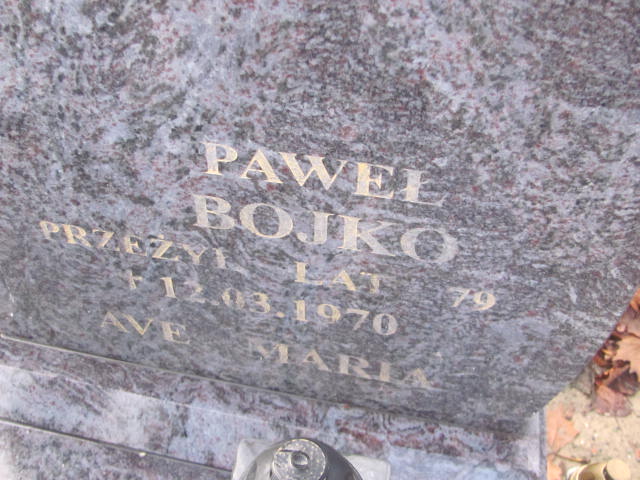 PAWEŁ
BOJKO
PRZEŻYŁ LAT 79
† 12.03.1970
AVE MARIA